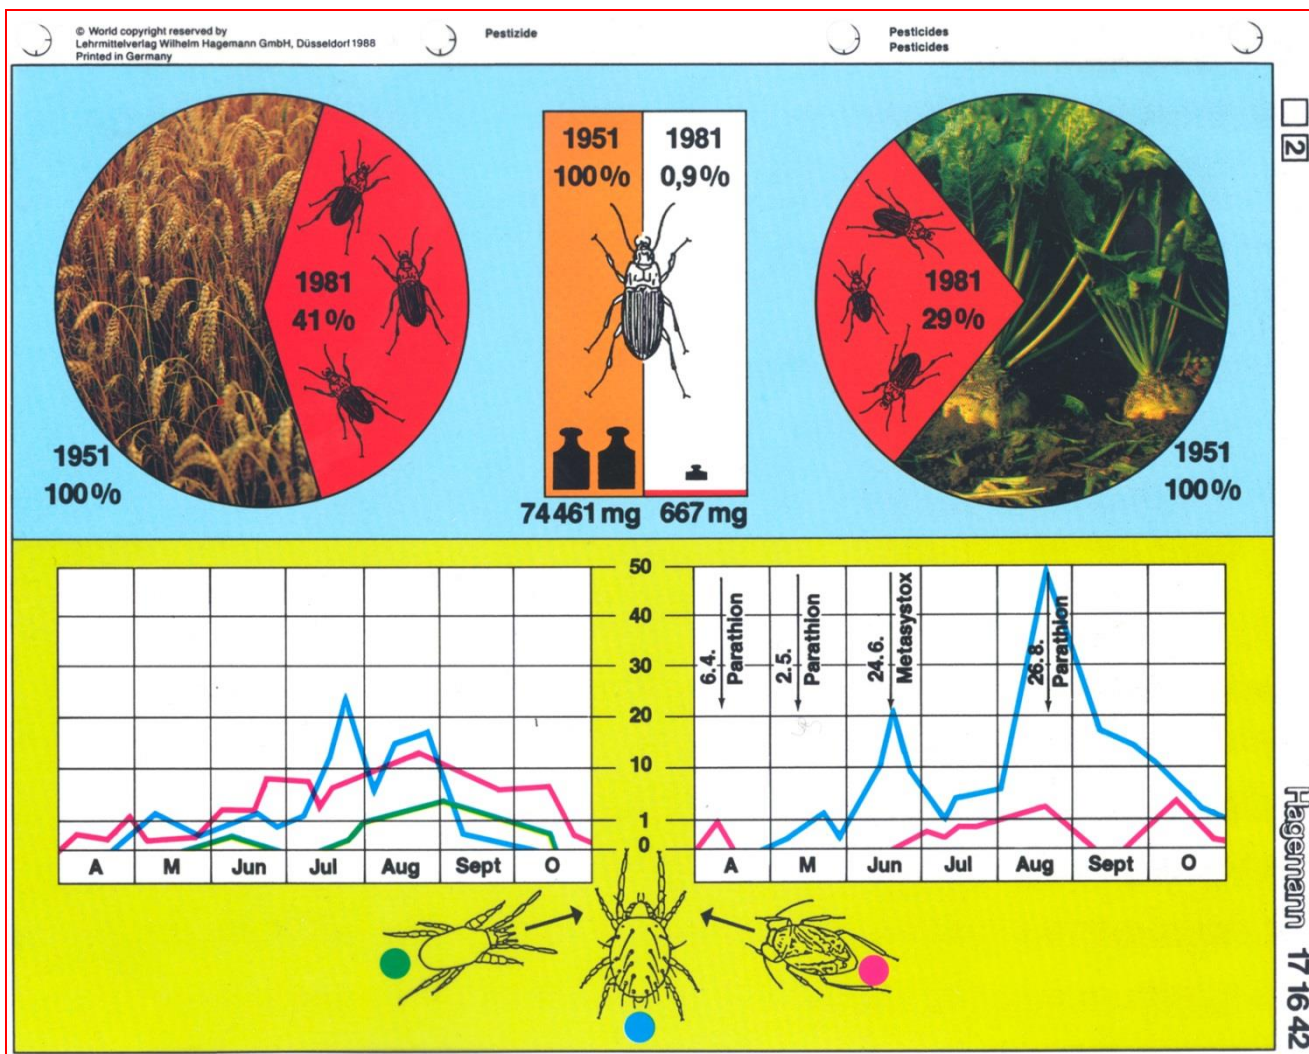 © World copyright reserved by
Lehrmittelverlag Wilhelm Hagemann GmbH, Düsseldorf 1988
Printed in Germany
Pestizide
Pesticides
Pesticides
2
1951
100%
1981
41%
1951
100%
1981
0,9%
74 461 mg
667 mg
1981
29%
1951
100%
50
40
30
20
10
1
0
A M Jun Jul Aug Sept O
6.4. Parathion
2.5. Parathion
24.6. Metasystox
26.8. Parathion
A M Jun Jul Aug Sept O
Hagemann 17 16 42